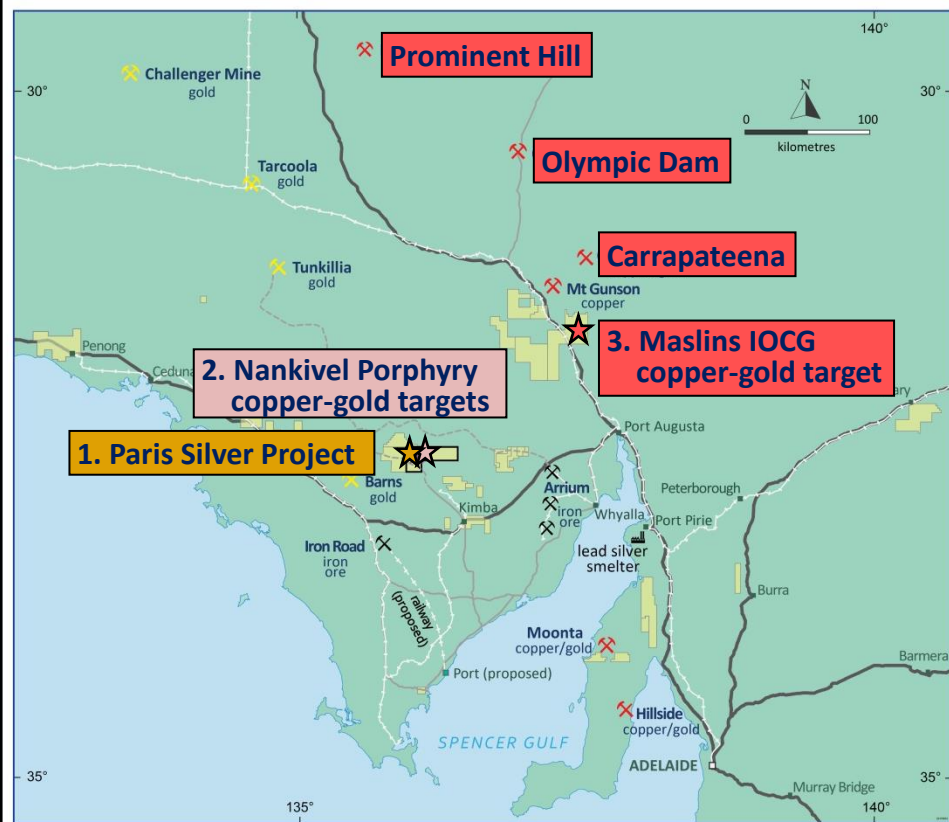 140°
Prominent Hill
Challenger Mine
gold
30°
30°
N
0
100
kilometres
Olympic Dam
Tarcoola
gold
Carrapateena
Tunkillia
gold
Mt Gunson
copper
3. Maslins IOCG
copper-gold target
Penong
Ceduna
2. Nankivel Porphyry
copper-gold targets
Port Augusta
1. Paris Silver Project
Barns
gold
Arrium
iron
ore
Peterborough
Kimba
Whyalla
Port Pirie
lead silver
smelter
Iron Road
iron
ore
railway
(proposed)
Burra
Moonta
copper/gold
Barmera
Port (proposed)
Hillside
copper/gold
SPENCER GULF
ADELAIDE
35°
35°
Murray Bridge
135°
140°